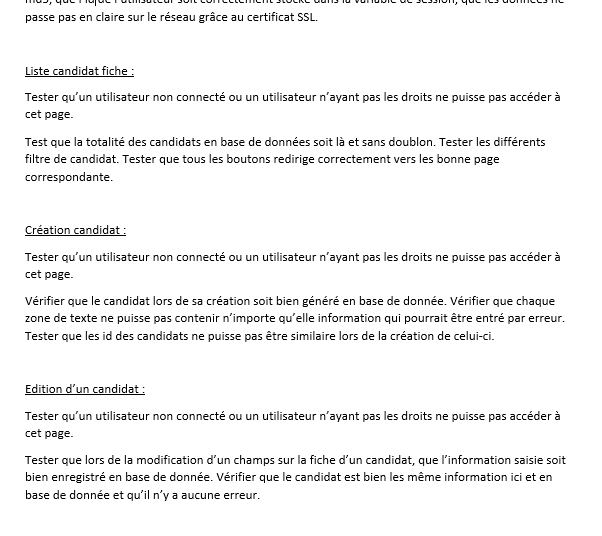 md5, que l'id que l'utilisateur soit correctement stocké dans la variable de session, que les données ne
passe pas en claire sur le réseau grâce au certificat SSL.
Liste candidat fiche :
Tester qu'un utilisateur non connecté ou un utilisateur n'ayant pas les droits ne puisse pas accéder à
cet page.
Test que la totalité des candidats en base de données soit là et sans doublon. Tester les différents
filtre de candidat. Tester que tous les boutons redirige correctement vers les bonne page
correspondante.
Création candidat :
Tester qu'un utilisateur non connecté ou un utilisateur n'ayant pas les droits ne puisse pas accéder à
cet page.
Vérifier que le candidat lors de sa création soit bien généré en base de donnée. Vérifier que chaque
zone de texte ne puisse pas contenir n'importe qu'elle information qui pourrait être entré par erreur.
Tester que les id des candidats ne puisse pas être similaire lors de la création de celui-ci.
Edition d'un candidat :
Tester qu'un utilisateur non connecté ou un utilisateur n'ayant pas les droits ne puisse pas accéder à
cet page.
Tester que lors de la modification d'un champs sur la fiche d'un candidat, que l'information saisie soit
bien enregistré en base de donnée. Vérifier que le candidat est bien les même information ici et en
base de donnée et qu'il n'y a aucune erreur.